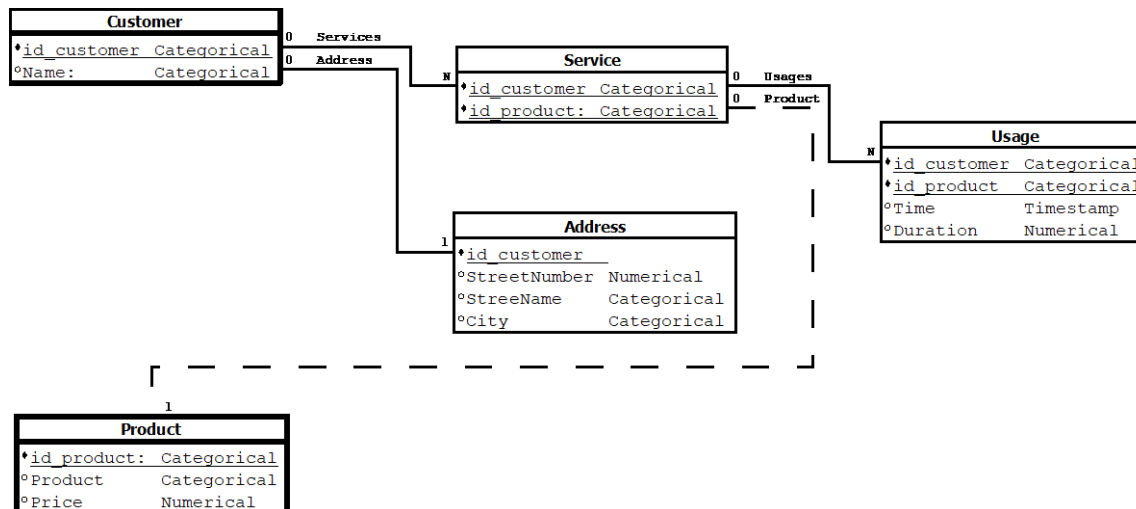 Customer
id_customer Categorical
Name: Categorical
0 Services
0 Address
N
Service
id_customer Categorical
id_product: Categorical
0 Usages
0 Product
N
Usage
id_customer Categorical
id_product Categorical
Time Timestamp
Duration Numerical
1
Address
id_customer
StreetNumber Numerical
StreeName Categorical
City Categorical
1
Product
id_product: Categorical
Product Categorical
Price Numerical